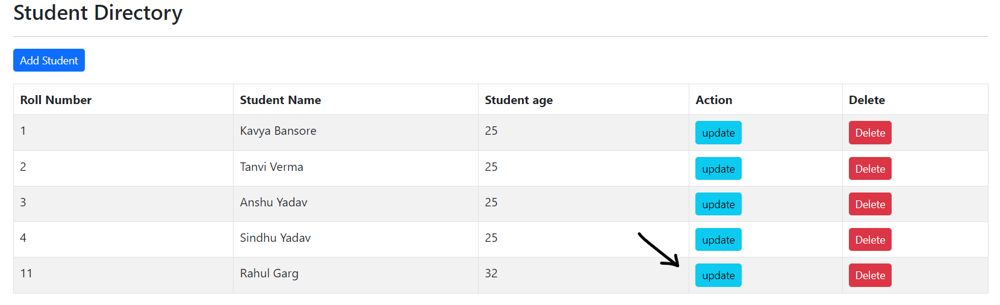 Student Directory
Add Student
Roll Number Student Name Student age Action Delete
1 Kavya Bansore 25 update Delete
2 Tanvi Verma 25 update Delete
3 Anshu Yadav 25 update Delete
4 Sindhu Yadav 25 update Delete
11 Rahul Garg 32 update Delete